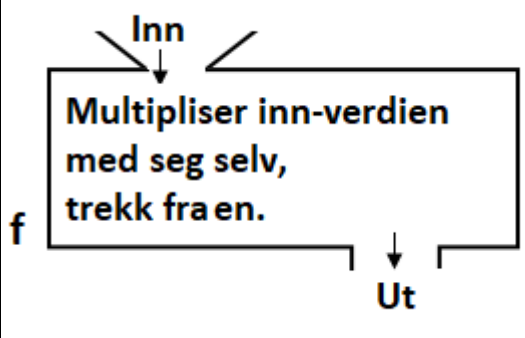 Inn
Multipliser inn-verdien
med seg selv,
trekk fra en.
f
Ut